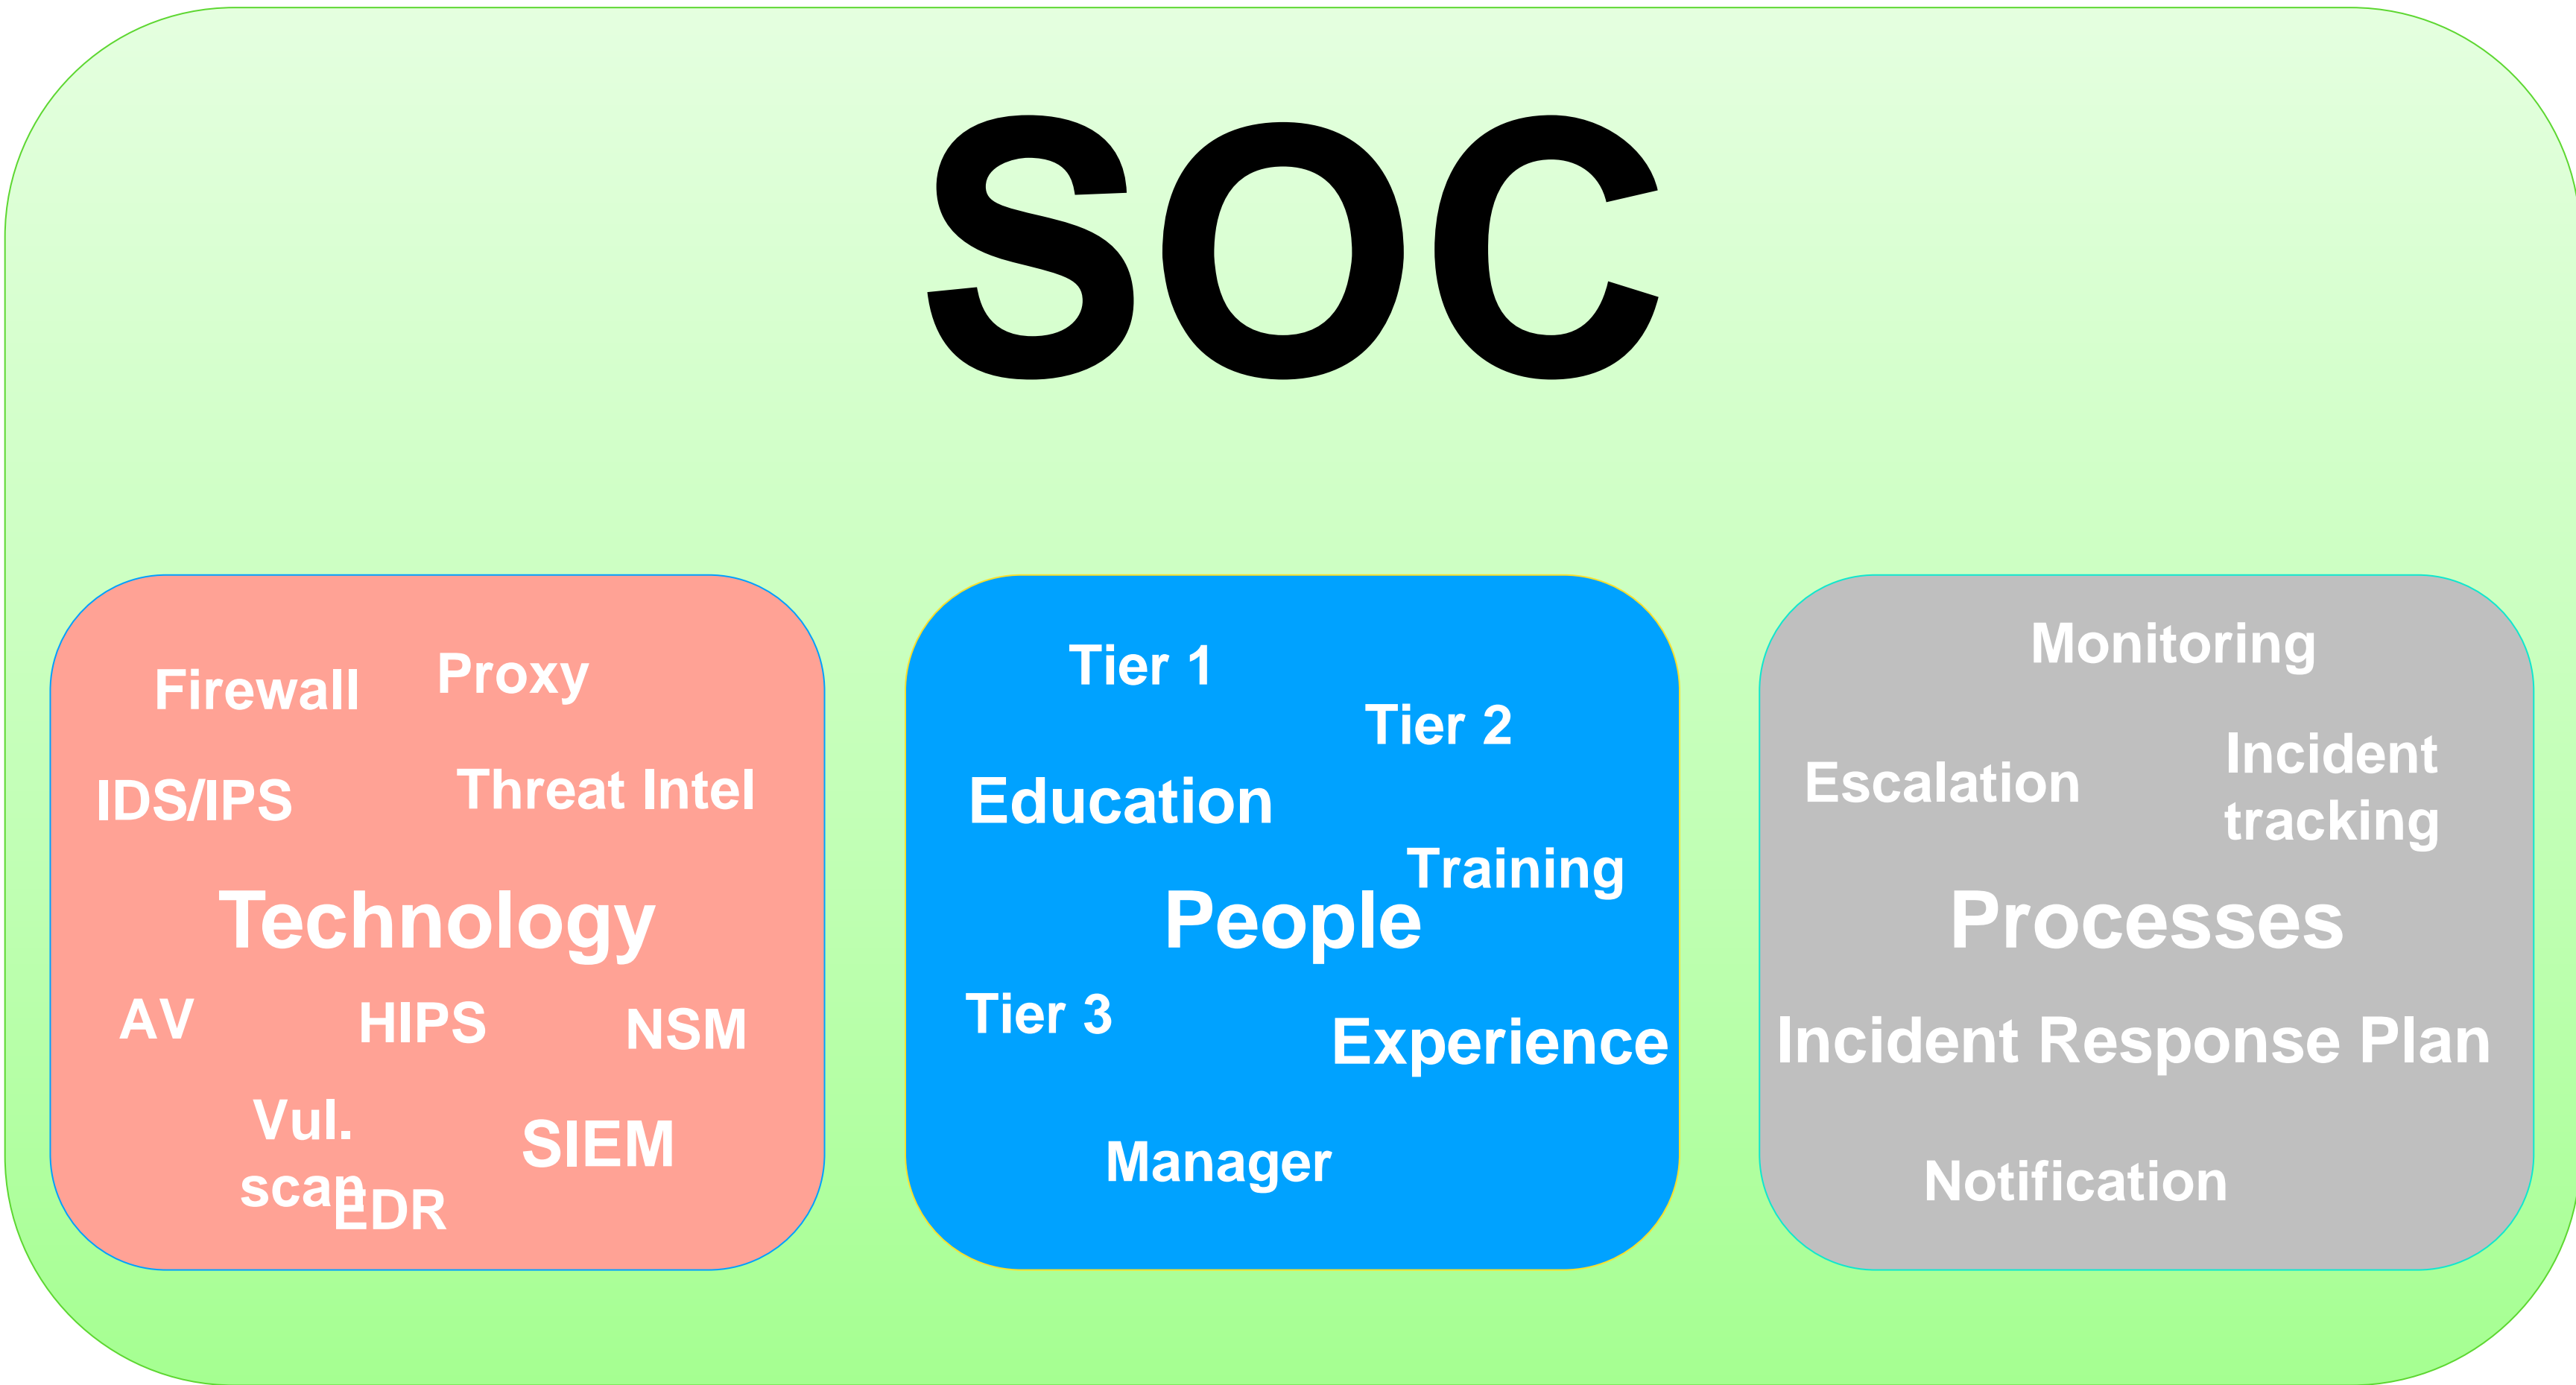 SOC
Firewall
Proxy
IDS/IPS
Threat Intel
Technology
AV
HIPS
NSM
Vul.
scan
SIEM
EDR
Tier 1
Tier 2
Education
Training
People
Tier 3
Experience
Manager
Monitoring
Escalation
Incident
tracking
Processes
Incident Response Plan
Notification